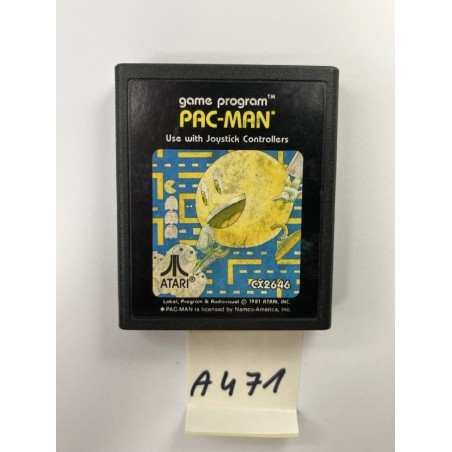 game program™
PAC-MAN*
Use with Joystick Controllers
ATARI®
CX2646
Label, Program & Audiovisual © 1981 ATARI, INC.
* PAC-MAN is licensed by Namco-America, Inc.
A471